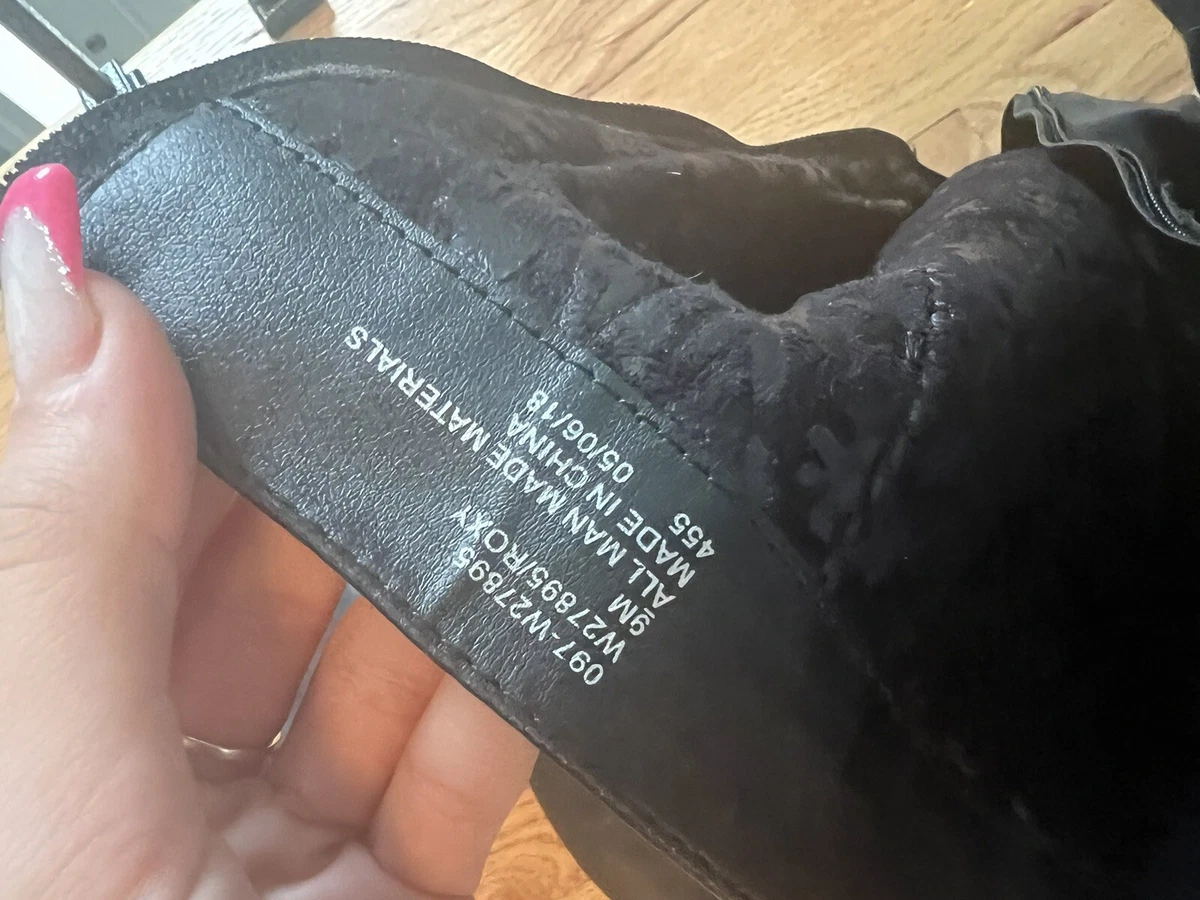 097-W27895
W27895/ROXY
9M
ALL MAN MADE MATERIALS
MADE IN CHINA
455 05/06/18